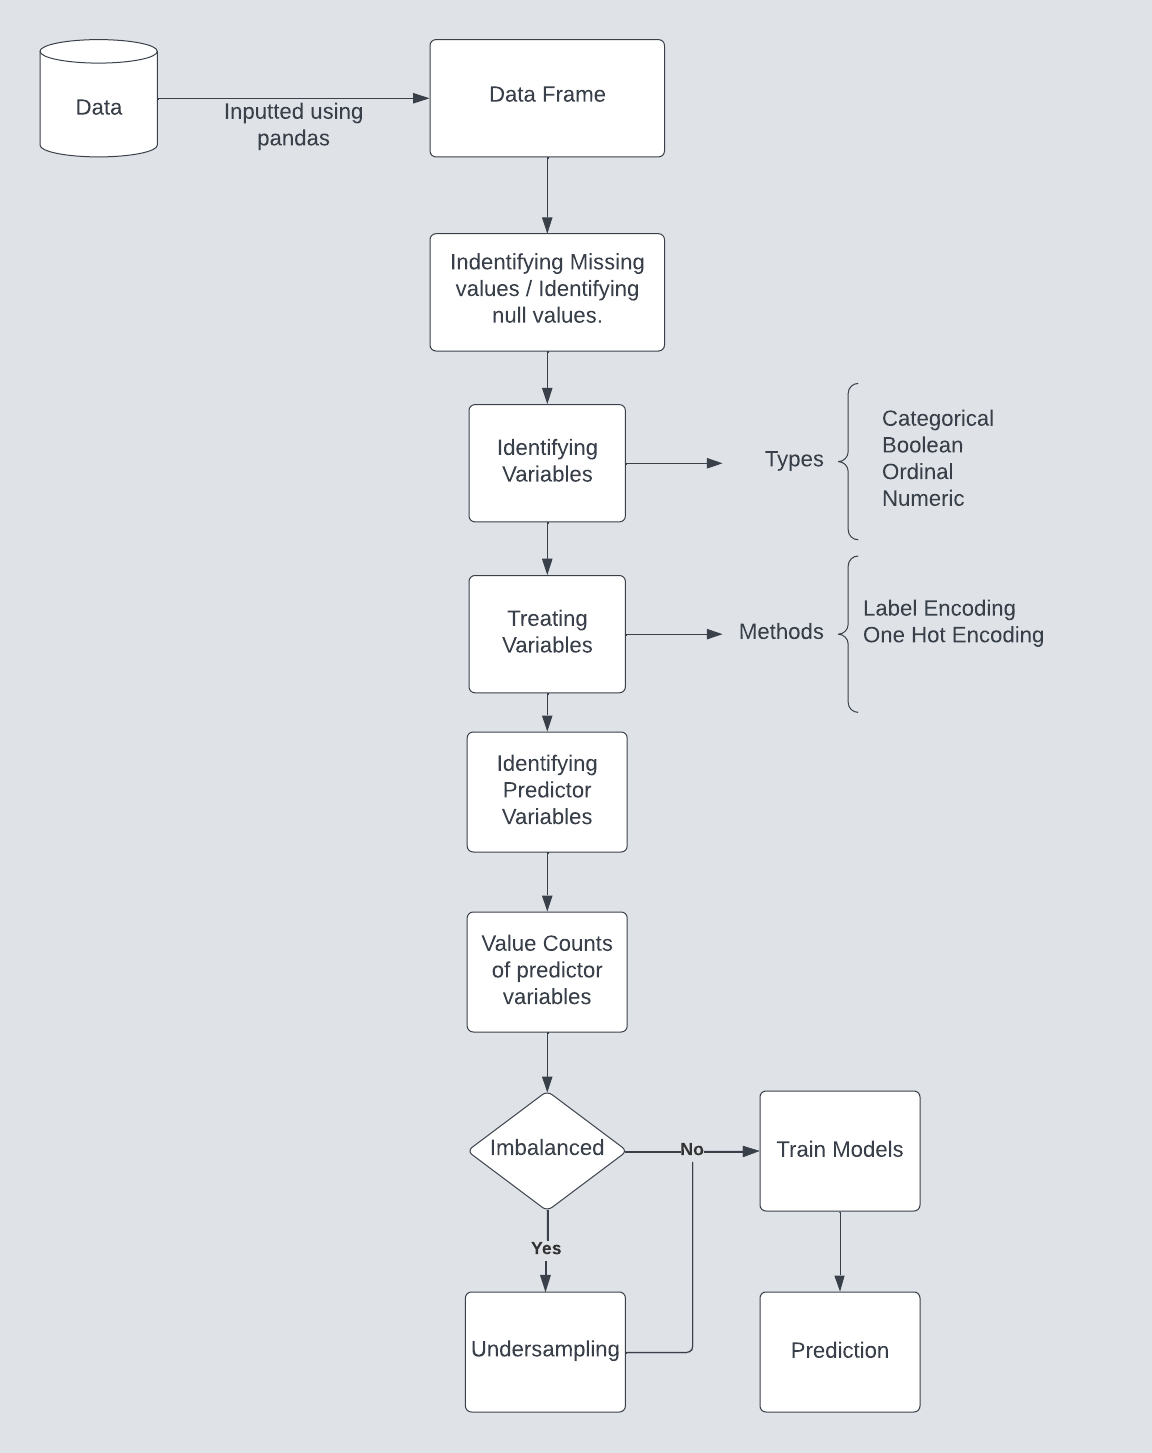 Data
Inputted using
pandas
Data Frame
Indentifying Missing
values / Identifying
null values.
Identifying
Variables
Types
Categorical
Boolean
Ordinal
Numeric
Treating
Variables
Methods
Label Encoding
One Hot Encoding
Identifying
Predictor
Variables
Value Counts
of predictor
variables
Imbalanced
No
Train Models
Yes
Undersampling
Prediction